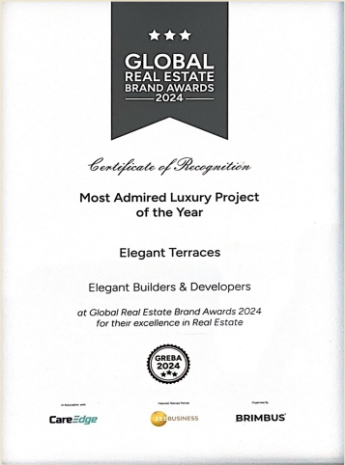 GLOBAL
REAL ESTATE
BRAND AWARDS
2024
Certificate of Recognition
Most Admired Luxury Project
of the Year
Elegant Terraces
Elegant Builders & Developers
at Global Real Estate Brand Awards 2024
for their excellence in Real Estate
GREBA
2024
CareEdge
BUSINESS
BRIMBUS